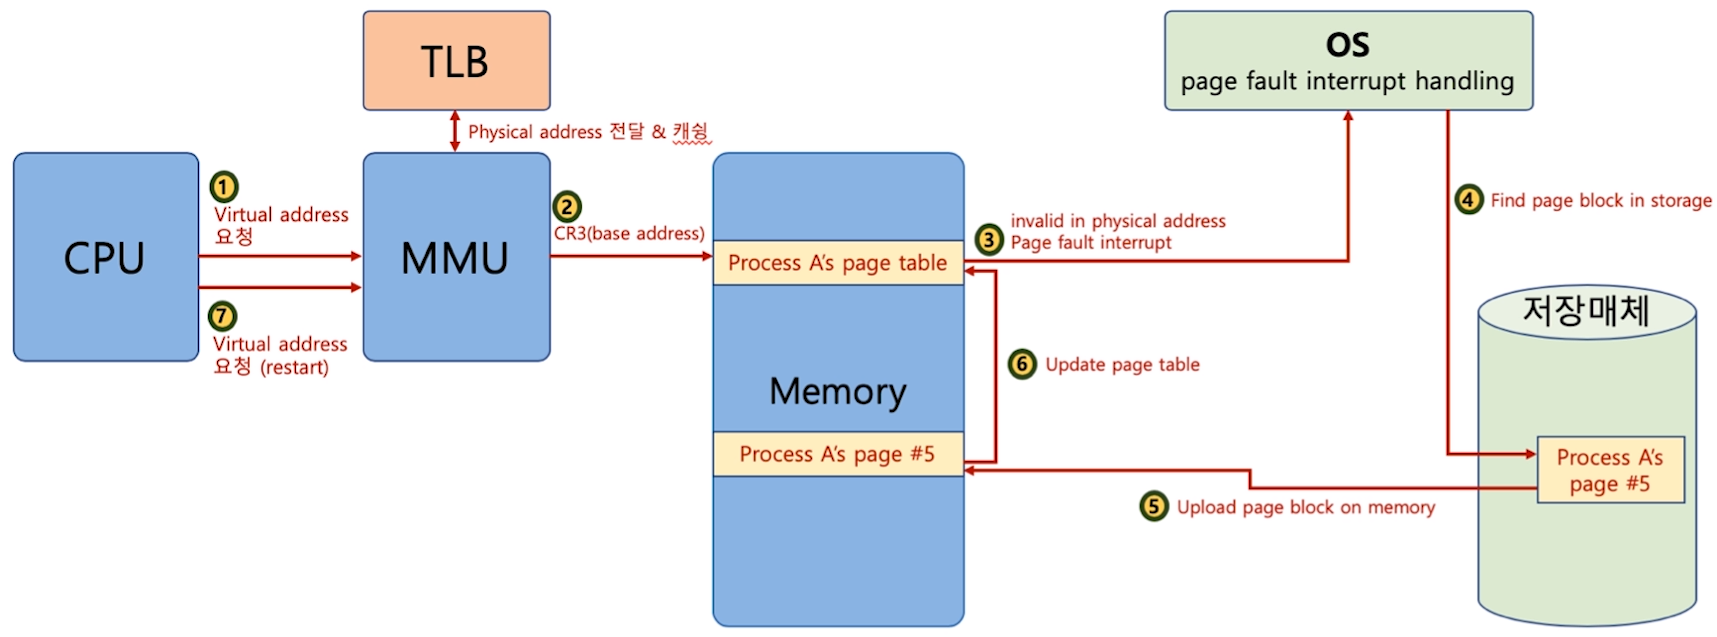 TLB
OS
page fault interrupt handling
Physical address 전달 & 캐슁
1
Virtual address
요청
CPU
7
Virtual address
요청 (restart)
MMU
2
CR3(base address)
Process A's page table
Memory
Process A's page #5
3
invalid in physical address
Page fault interrupt
4
Find page block in storage
6
Update page table
5
Upload page block on memory
저장매체
Process A's
page #5